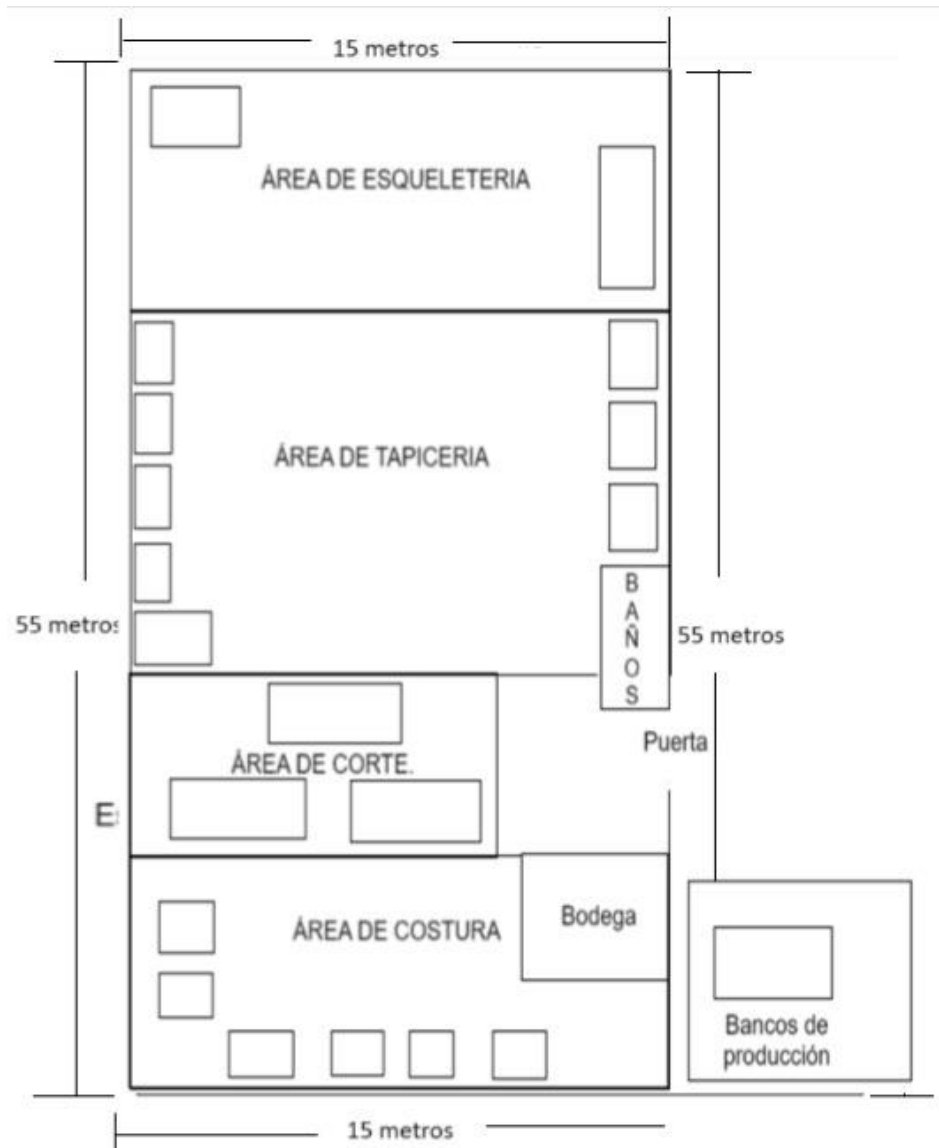 15 metros
ÁREA DE ESQUELETERIA
ÁREA DE TAPICERIA
BAÑOS
55 metros
55 metros
Puerta
ÁREA DE CORTE.
E
ÁREA DE COSTURA
Bodega
Bancos de
producción
15 metros